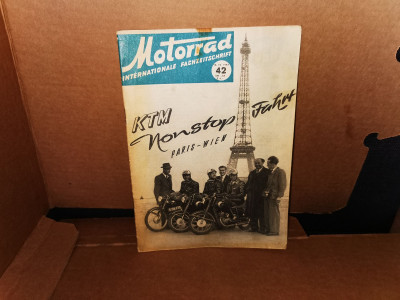 Motorrad
INTERNATIONALE FACHZEITSCHRIFT
42
KTM
Nonstop Fahrt
PARIS-WIEN